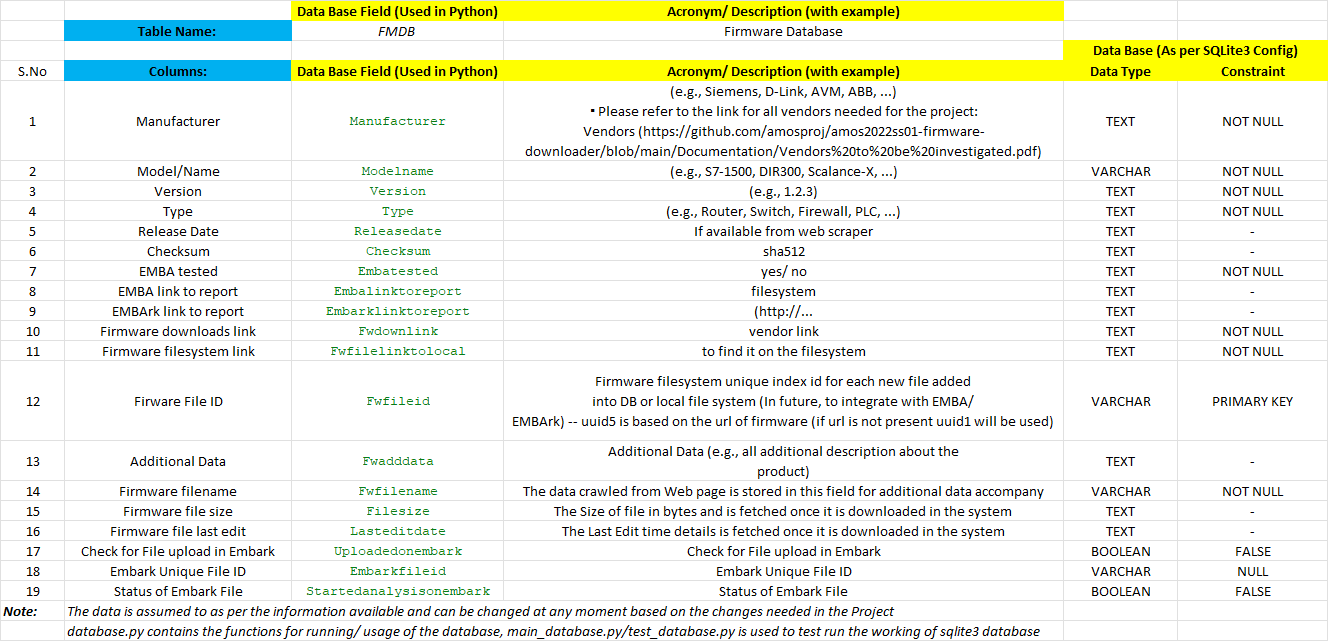 Data Base Field (Used in Python) Acronym/ Description (with example)
Table Name: FMDB Firmware Database
Data Base (As per SQLite3 Config)
S.No Columns: Data Base Field (Used in Python) Acronym/ Description (with example) Data Type Constraint
1 Manufacturer Manufacturer (e.g., Siemens, D-Link, AVM, ABB, ...)
▪ Please refer to the link for all vendors needed for the project:
Vendors (https://github.com/amosproj/amos2022ss01-firmware-
downloader/blob/main/Documentation/Vendors%20to%20be%20investigated.pdf) TEXT NOT NULL
2 Model/Name Modelname (e.g., S7-1500, DIR300, Scalance-X, ...) VARCHAR NOT NULL
3 Version Version (e.g., 1.2.3) TEXT NOT NULL
4 Type Type (e.g., Router, Switch, Firewall, PLC, ...) TEXT NOT NULL
5 Release Date Releasedate If available from web scraper TEXT -
6 Checksum Checksum sha512 TEXT -
7 EMBA tested Embatested yes/ no TEXT NOT NULL
8 EMBA link to report Embalinktoreport filesystem TEXT -
9 EMBArk link to report Embarklinktoreport (http://... TEXT -
10 Firmware downloads link Fwdownlink vendor link TEXT NOT NULL
11 Firmware filesystem link Fwfilelinktolocal to find it on the filesystem TEXT NOT NULL
12 Firware File ID Fwfileid Firmware filesystem unique index id for each new file added
into DB or local file system (In future, to integrate with EMBA/
EMBArk) -- uuid5 is based on the url of firmware (if url is not present uuid1 will be used) VARCHAR PRIMARY KEY
13 Additional Data Fwadddata Additional Data (e.g., all additional description about the
product) TEXT -
14 Firmware filename Fwfilename The data crawled from Web page is stored in this field for additional data accompany VARCHAR NOT NULL
15 Firmware file size Filesize The Size of file in bytes and is fetched once it is downloaded in the system TEXT -
16 Firmware file last edit Lasteditdate The Last Edit time details is fetched once it is downloaded in the system TEXT -
17 Check for File upload in Embark Uploadedonembark Check for File upload in Embark BOOLEAN FALSE
18 Embark Unique File ID Embarkfileid Embark Unique File ID VARCHAR NULL
19 Status of Embark File Startedanalysisonembark Status of Embark File BOOLEAN FALSE
Note: The data is assumed to as per the information available and can be changed at any moment based on the changes needed in the Project
database.py contains the functions for running/ usage of the database, main_database.py/test_database.py is used to test run the working of sqlite3 database